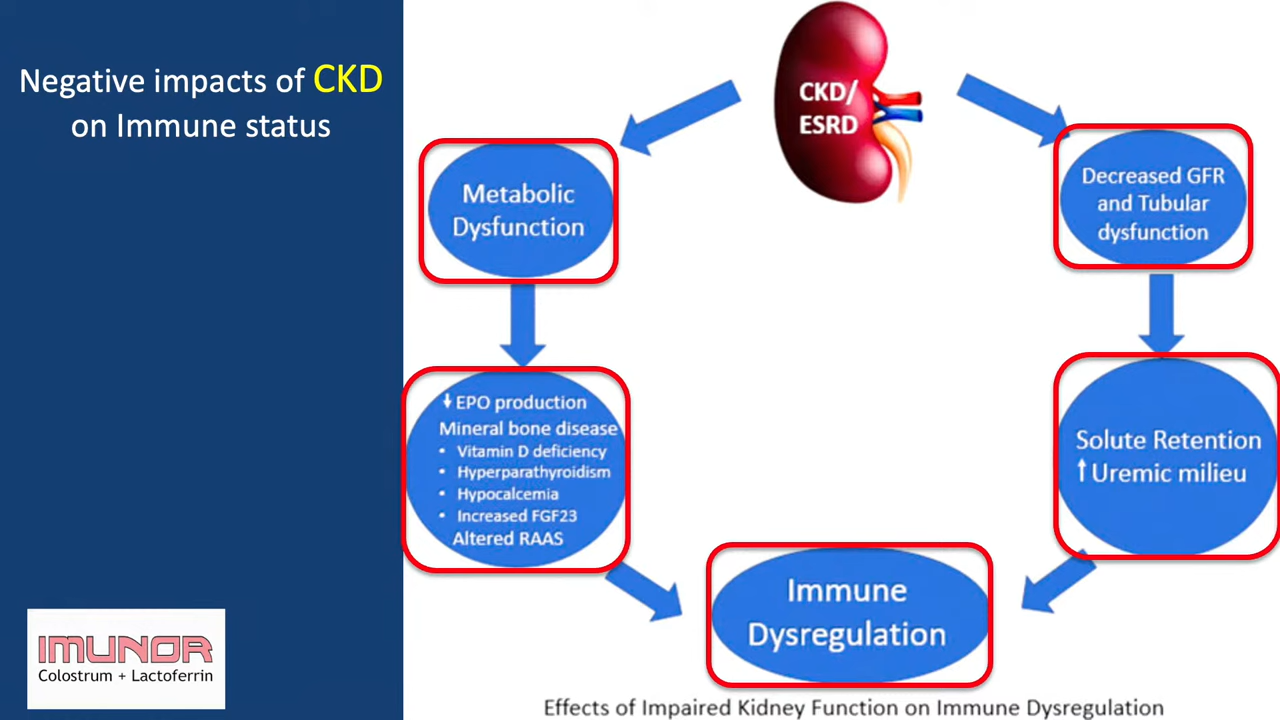 Negative impacts of CKD
on Immune status
CKD/
ESRD
Metabolic
Dysfunction
Decreased GFR
and Tubular
dysfunction
↓ EPO production
Mineral bone disease
• Vitamin D deficiency
• Hyperparathyroidism
• Hypocalcemia
• Increased FGF23
Altered RAAS
Solute Retention
↑ Uremic milieu
Immune
Dysregulation
IMUNOR
Colostrum + Lactoferrin
Effects of Impaired Kidney Function on Immune Dysregulation